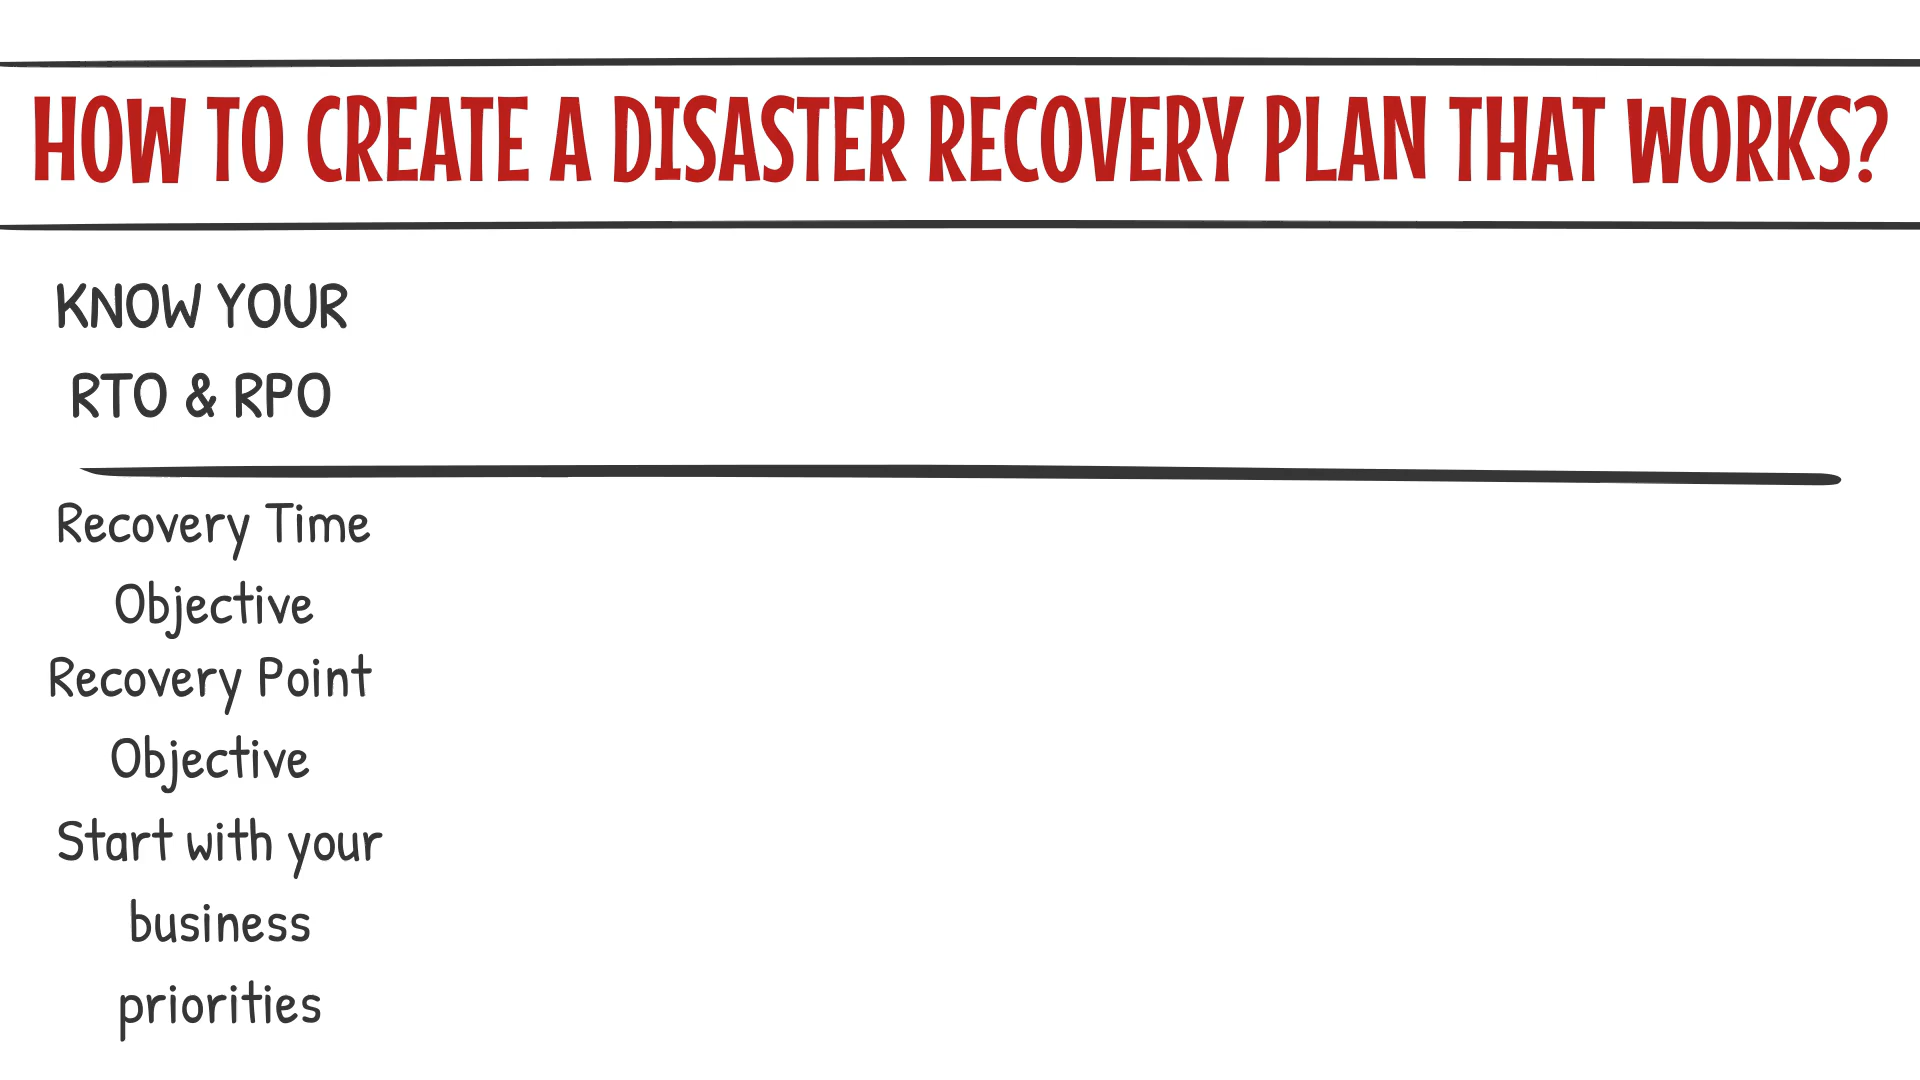 HOW TO CREATE A DISASTER RECOVERY PLAN THAT WORKS?
KNOW YOUR
RTO & RPO
Recovery Time
Objective
Recovery Point
Objective
Start with your
business
priorities